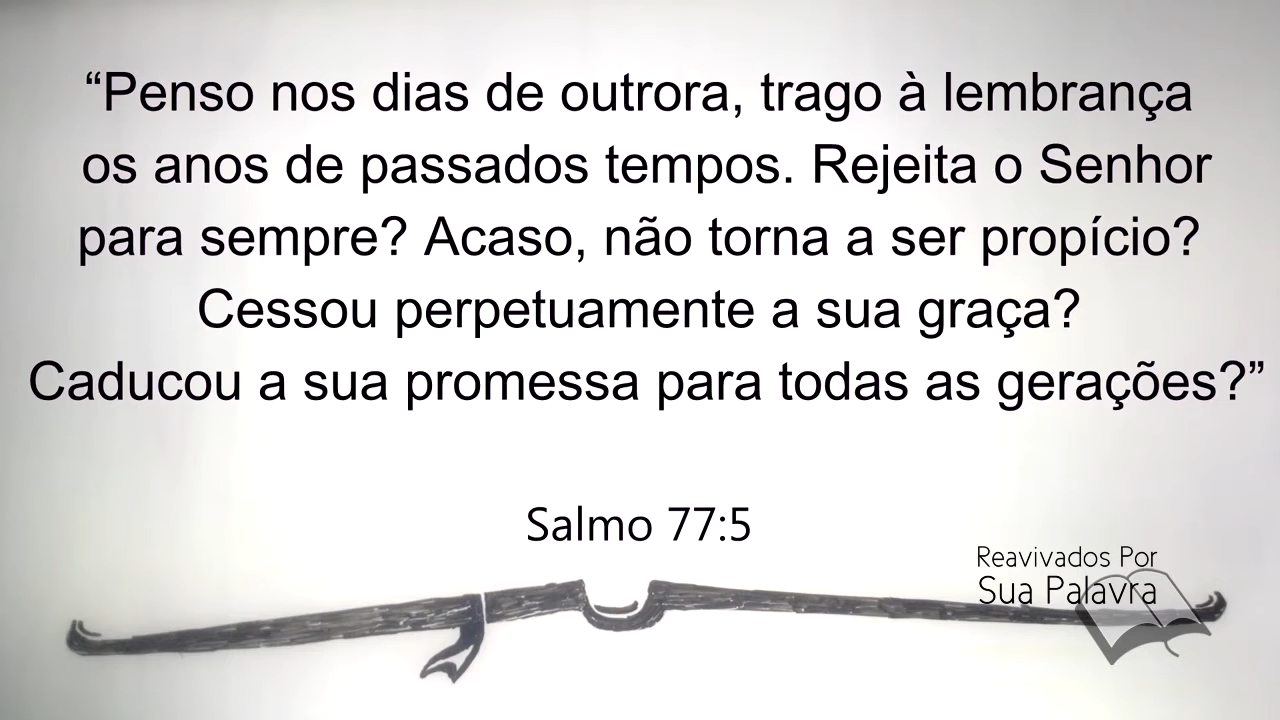 “Penso nos dias de outrora, trago à lembrança
os anos de passados tempos. Rejeita o Senhor
para sempre? Acaso, não torna a ser propício?
Cessou perpetuamente a sua graça?
Caducou a sua promessa para todas as gerações?”
Salmo 77:5
Reavivados Por
Sua Palavra